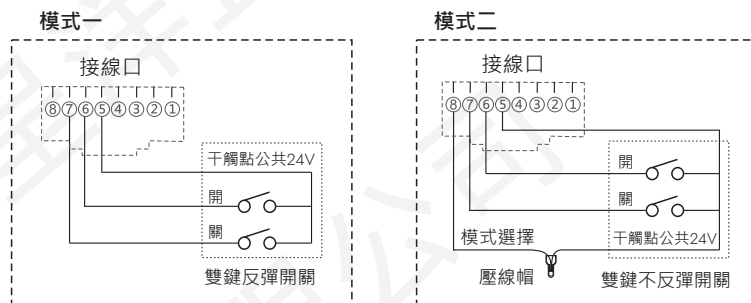 模式一
接線口
⑧⑦⑥⑤④③②①
干觸點公共24V
開
關
雙鍵反彈開關
模式二
接線口
⑧⑦⑥⑤④③②①
開
關
模式選擇
干觸點公共24V
壓線帽
雙鍵不反彈開關